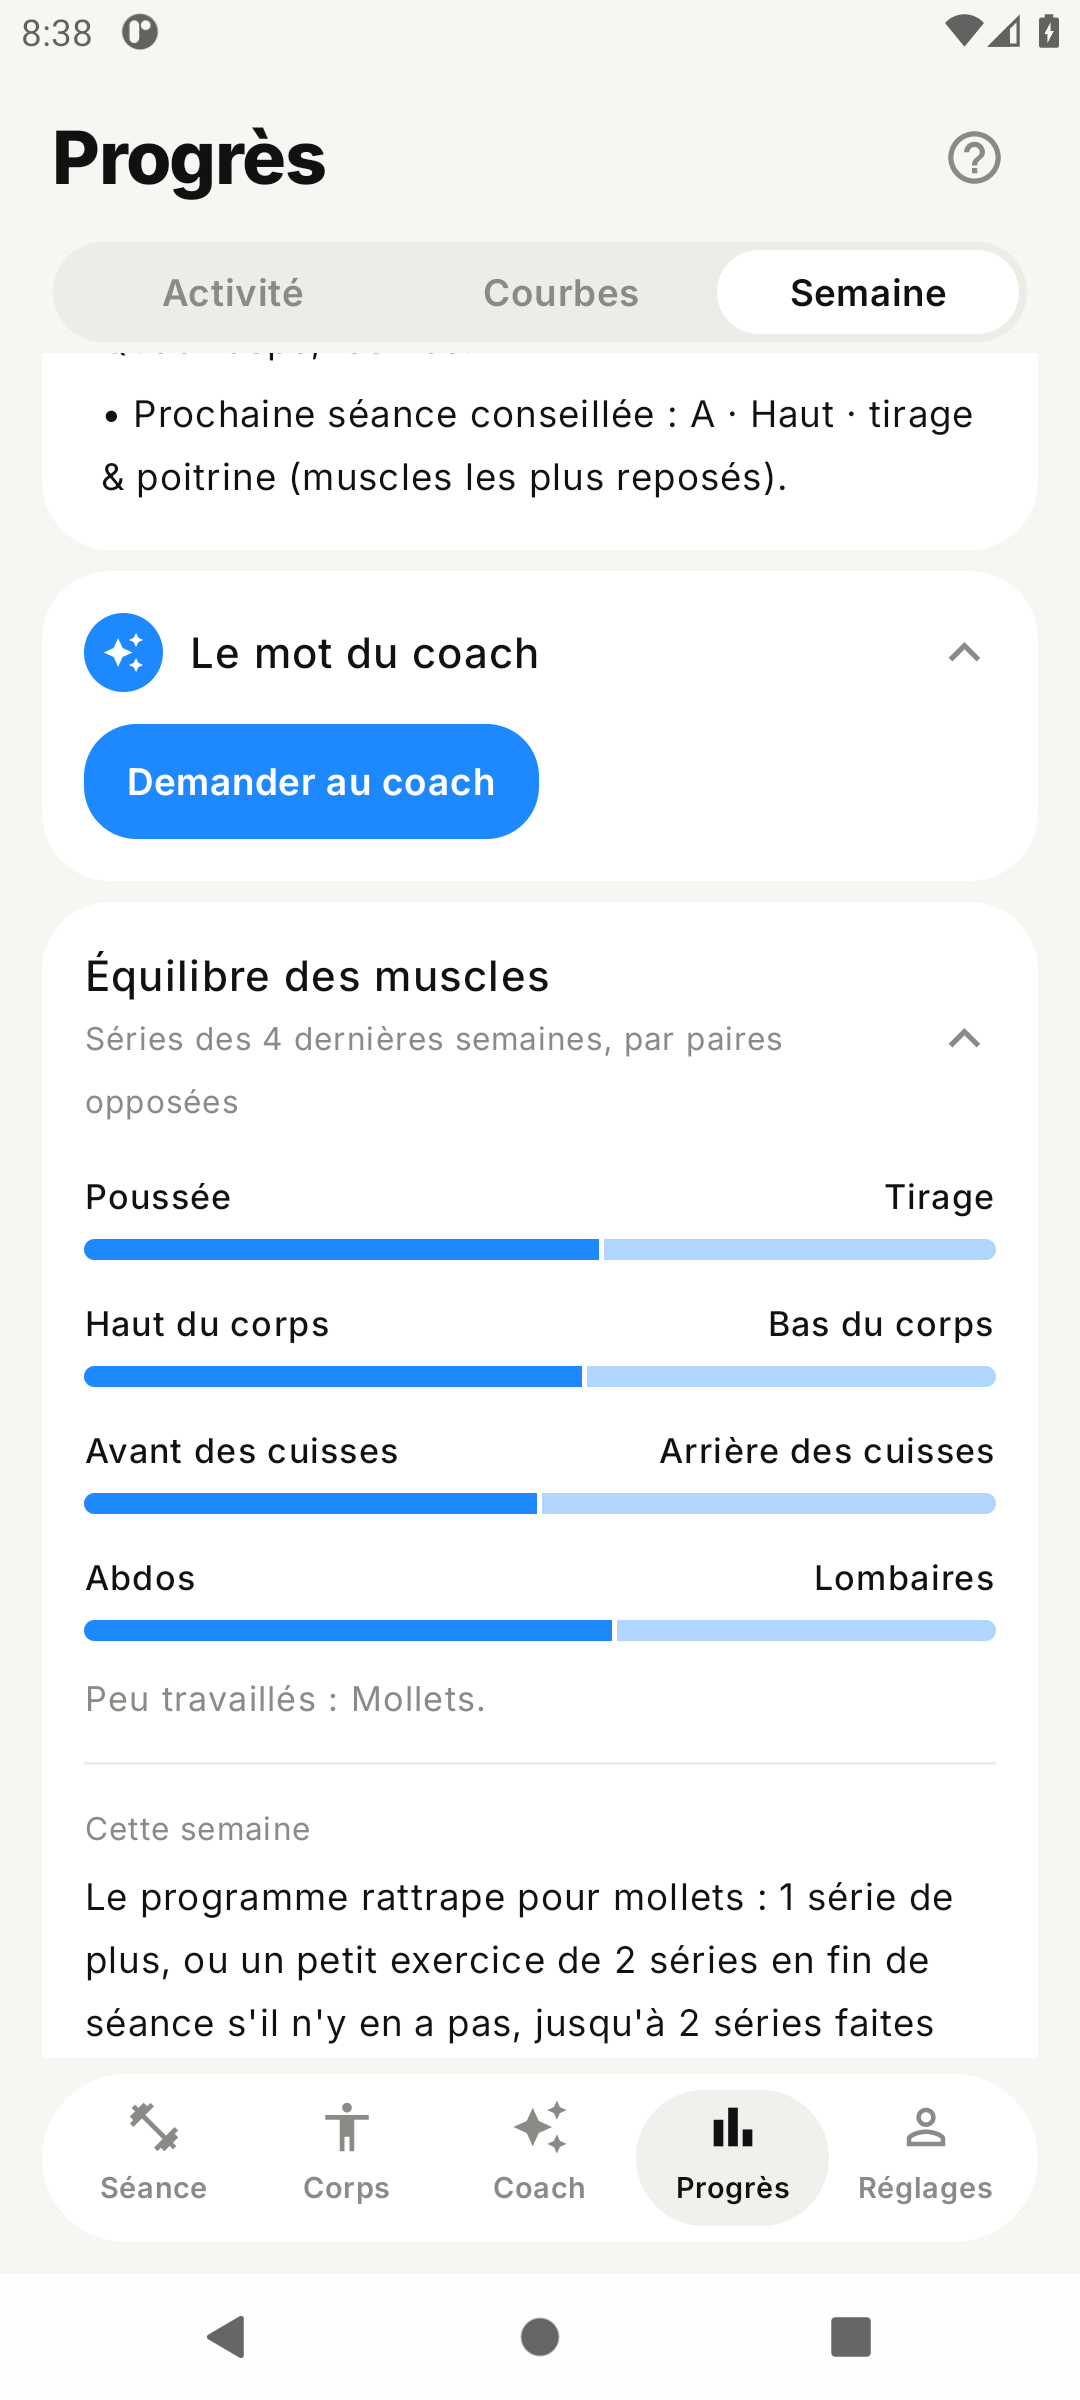 8:38
Progrès
Activité
Courbes
Semaine
• Prochaine séance conseillée : A · Haut · tirage
& poitrine (muscles les plus reposés).
Le mot du coach
Demander au coach
Équilibre des muscles
Séries des 4 dernières semaines, par paires
opposées
Poussée
Tirage
Haut du corps
Bas du corps
Avant des cuisses
Arrière des cuisses
Abdos
Lombaires
Peu travaillés : Mollets.
Cette semaine
Le programme rattrape pour mollets : 1 série de
plus, ou un petit exercice de 2 séries en fin de
séance s'il n'y en a pas, jusqu'à 2 séries faites
Séance
Corps
Coach
Progrès
Réglages